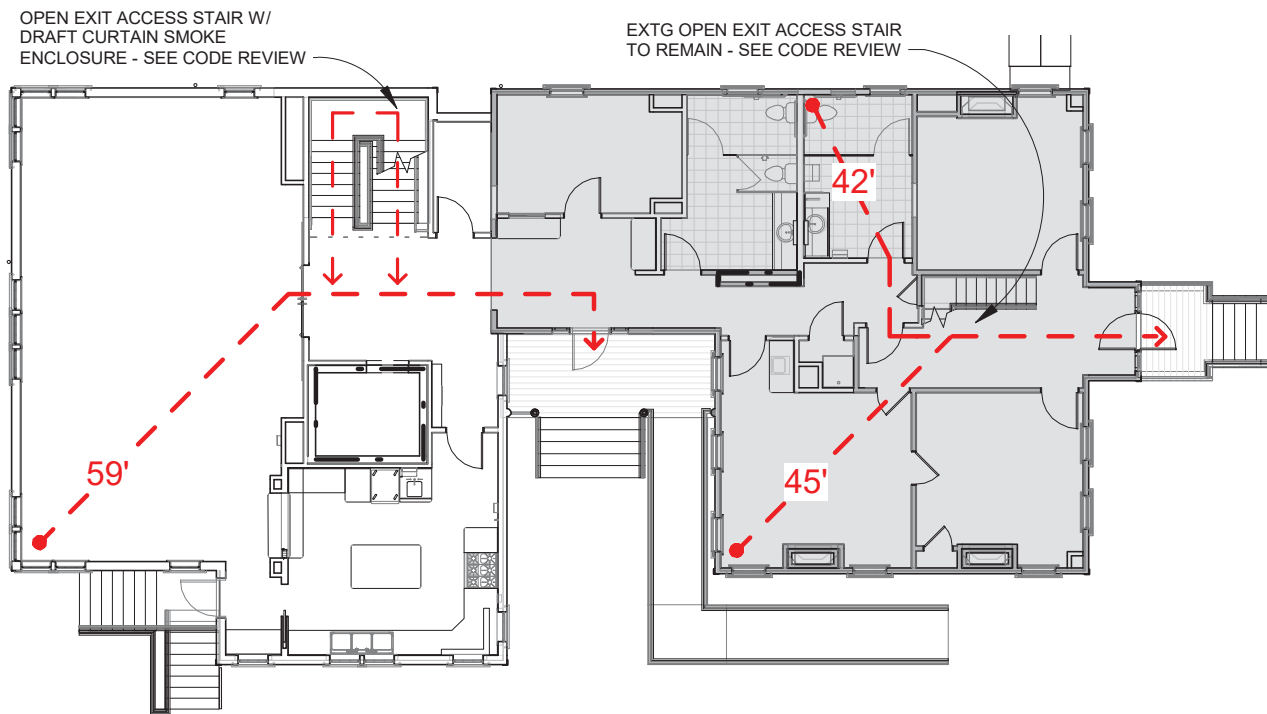 OPEN EXIT ACCESS STAIR W/
DRAFT CURTAIN SMOKE
ENCLOSURE - SEE CODE REVIEW
EXTG OPEN EXIT ACCESS STAIR
TO REMAIN - SEE CODE REVIEW
42'
59'
45'